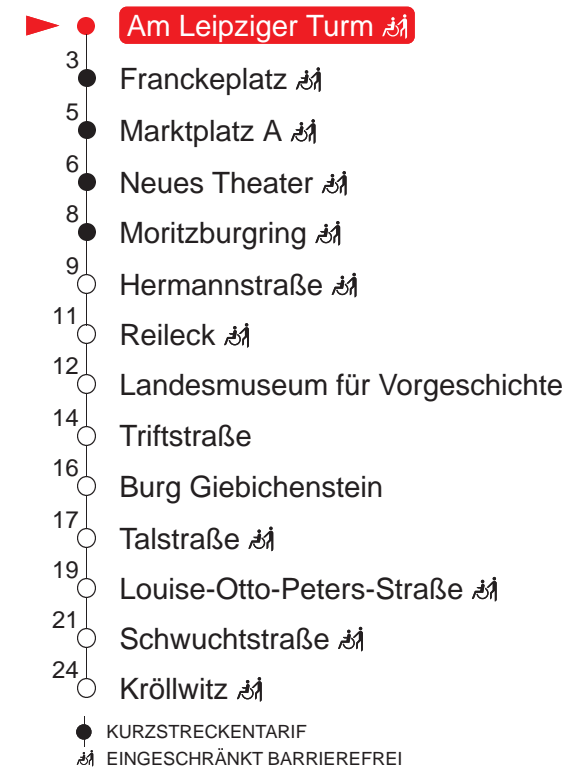 Am Leipziger Turm
3
Franckeplatz
5
Marktplatz A
6
Neues Theater
8
Moritzburgring
9
Hermannstraße
11
Reileck
12
Landesmuseum für Vorgeschichte
14
Triftstraße
16
Burg Giebichenstein
17
Talstraße
19
Louise-Otto-Peters-Straße
21
Schwuchtstraße
24
Kröllwitz
KURZSTRECKENTARIF
EINGESCHRÄNKT BARRIEREFREI